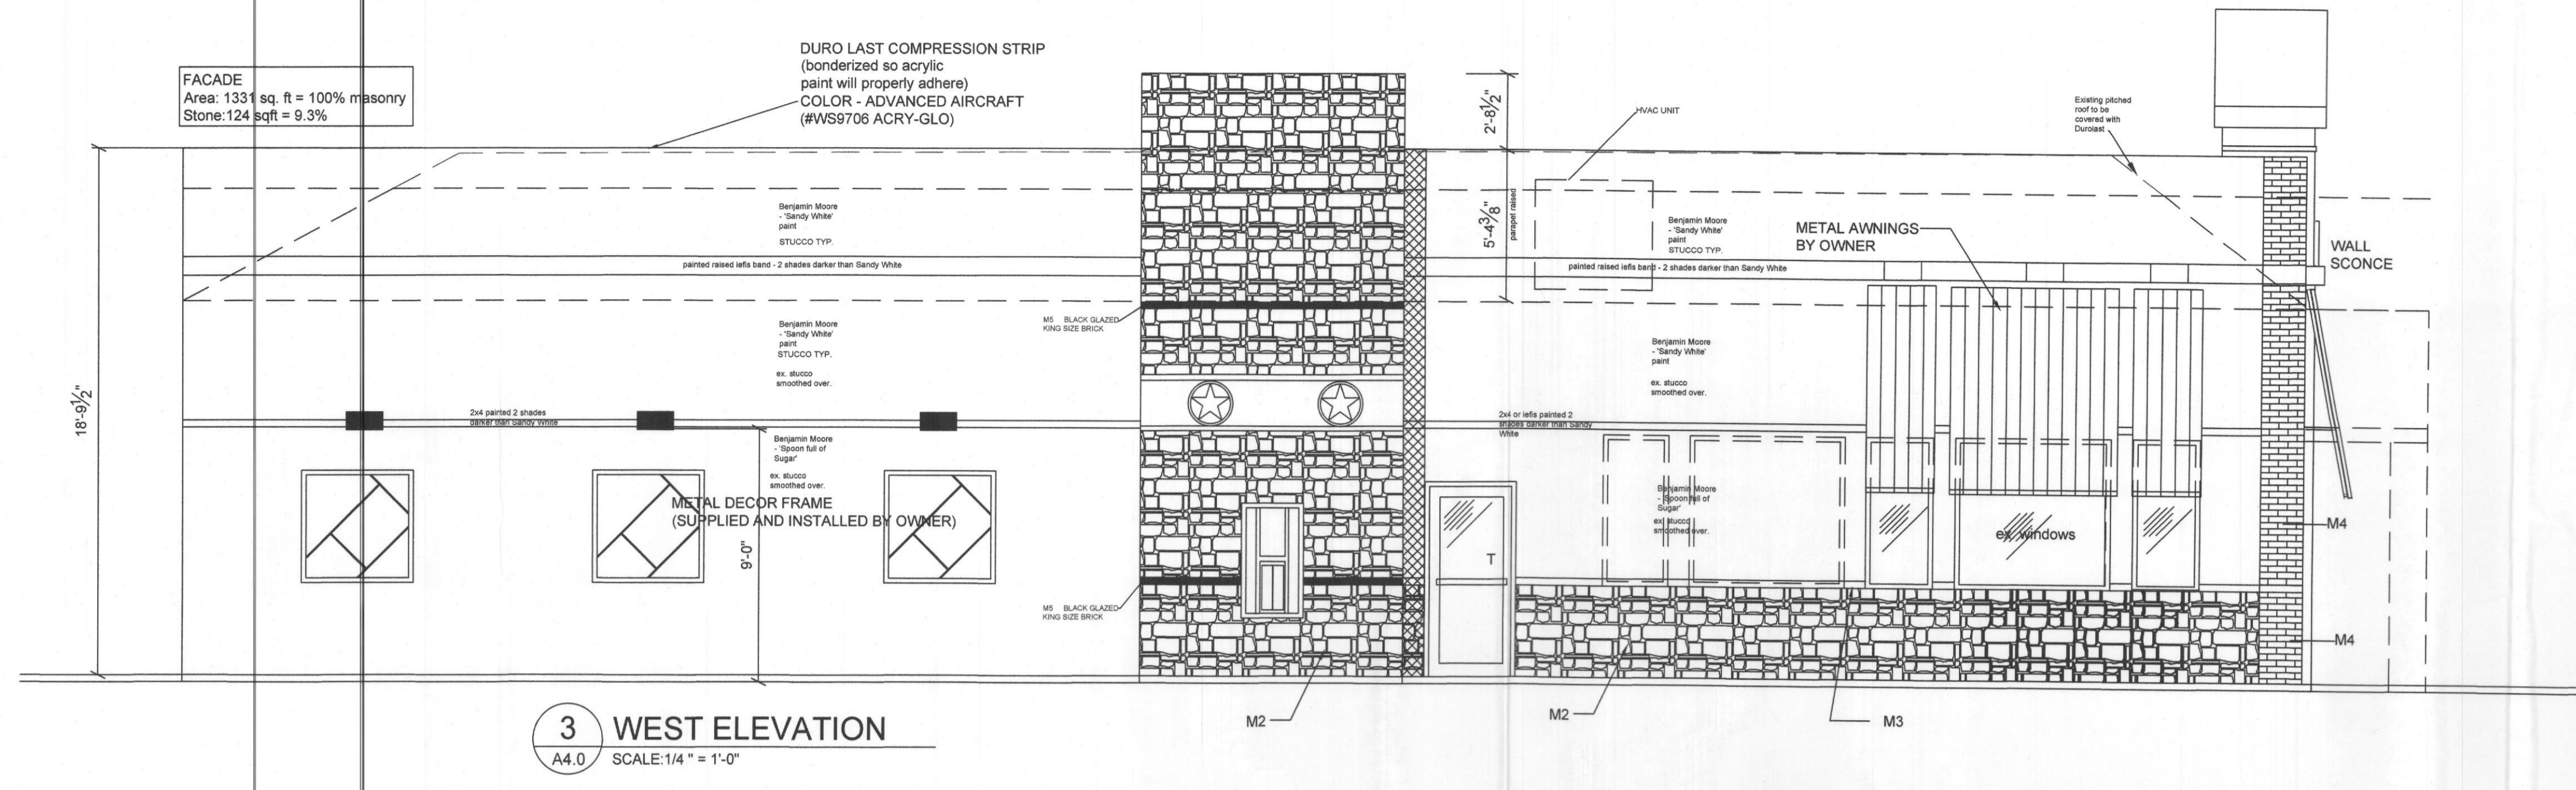 FACADE
Area: 1331 sq. ft = 100% masonry
Stone:124 sqft = 9.3%
DURO LAST COMPRESSION STRIP
(bonderized so acrylic
paint will properly adhere)
COLOR - ADVANCED AIRCRAFT
(#WS9706 ACRY-GLO)
2'-8½"
HVAC UNIT
Existing pitched
roof to be
covered with
Durolast
5'-4⅜"
parapet raised
Benjamin Moore
- 'Sandy White'
paint
STUCCO TYP.
Benjamin Moore
- 'Sandy White'
paint
STUCCO TYP.
METAL AWNINGS
BY OWNER
WALL
SCONCE
painted raised iefis band - 2 shades darker than Sandy White
painted raised iefis band - 2 shades darker than Sandy White
M5 BLACK GLAZED
KING SIZE BRICK
Benjamin Moore
- 'Sandy White'
paint
STUCCO TYP.
ex. stucco
smoothed over.
Benjamin Moore
- 'Sandy White'
paint
ex. stucco
smoothed over.
18'-9½"
2x4 painted 2 shades
darker than Sandy White
2x4 or iefis painted 2
shades darker than Sandy
White
Benjamin Moore
- 'Spoon full of
Sugar'
ex. stucco
smoothed over.
METAL DECOR FRAME
(SUPPLIED AND INSTALLED BY OWNER)
9'-0"
Benjamin Moore
- 'Spoon full of
Sugar'
ex. stucco
smoothed over.
T
ex. windows
M4
M5 BLACK GLAZED
KING SIZE BRICK
M4
M2
M2
M3
3
A4.0
WEST ELEVATION
SCALE:1/4 " = 1'-0"